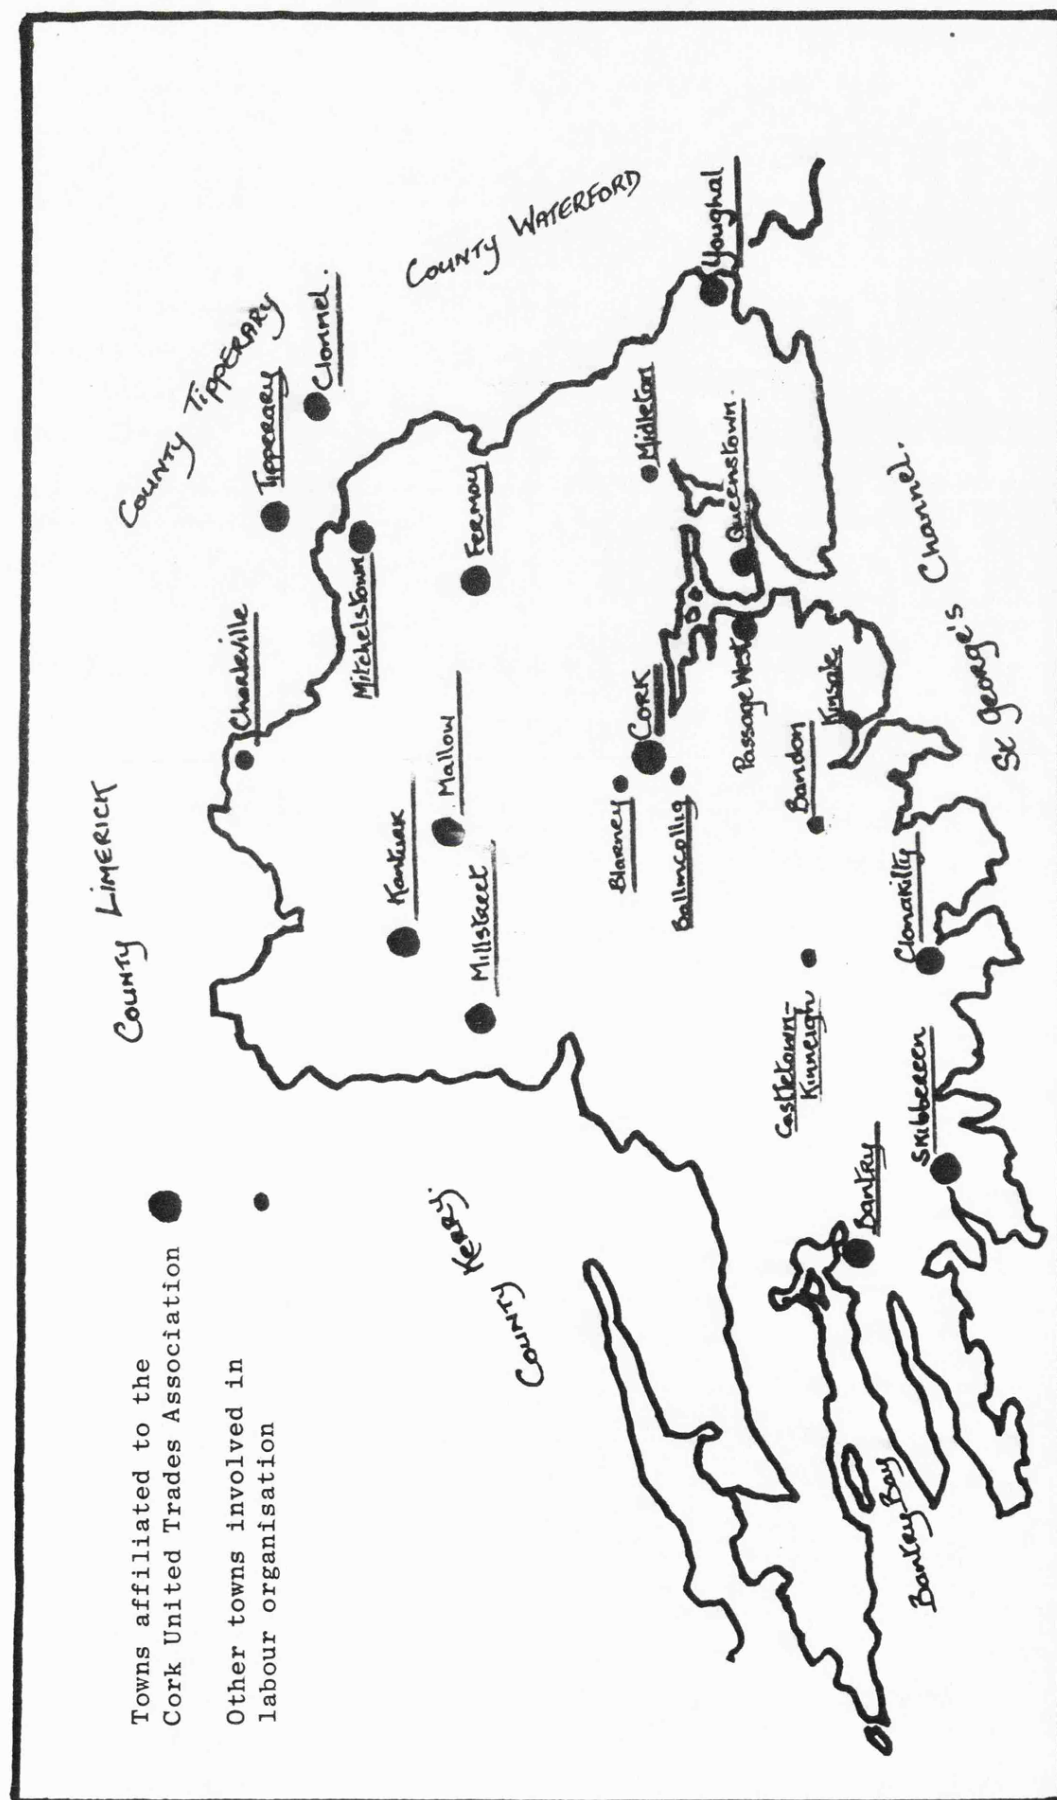 Towns affiliated to the
Cork United Trades Association
Other towns involved in
labour organisation
COUNTY LIMERICK
COUNTY TIPPERARY
COUNTY WATERFORD
COUNTY KERRY.
Charleville
Tipperary
Clonmel.
Mitchelstown
Kanturk
Mallow
Fermoy
Millstreet
Blarney
CORK
Ballincollig
Midleton
Youghal
Queenstown.
Passage West
Bandon
Kinsale
Castletown-
Kinneigh
Clonakilty
Bantry
Skibbereen
Bantry Bay
St George's Channel.